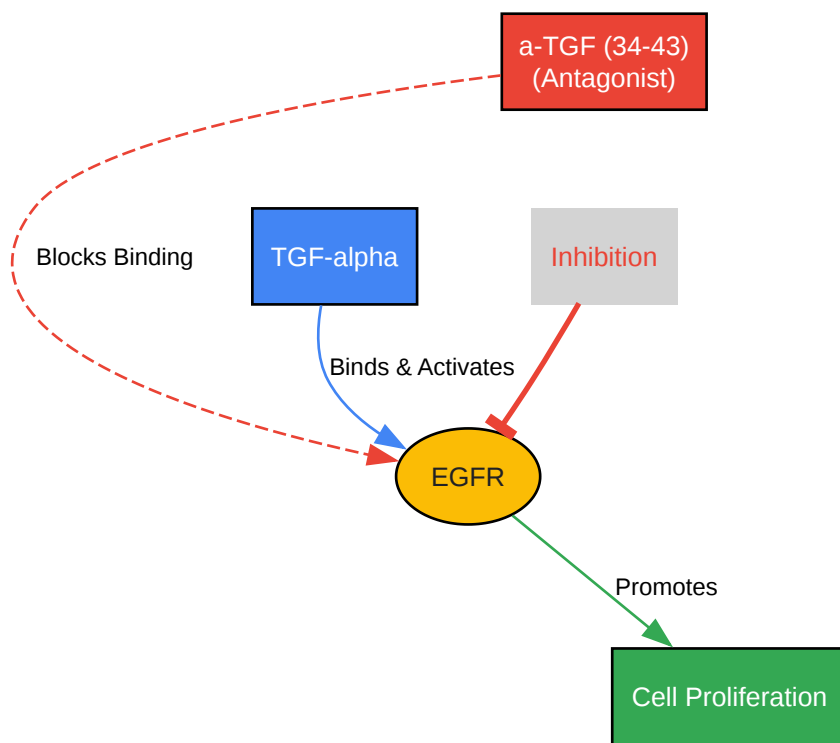 a-TGF (34-43)
(Antagonist)
Blocks Binding
TGF-alpha
Inhibition
Binds & Activates
EGFR
Promotes
Cell Proliferation